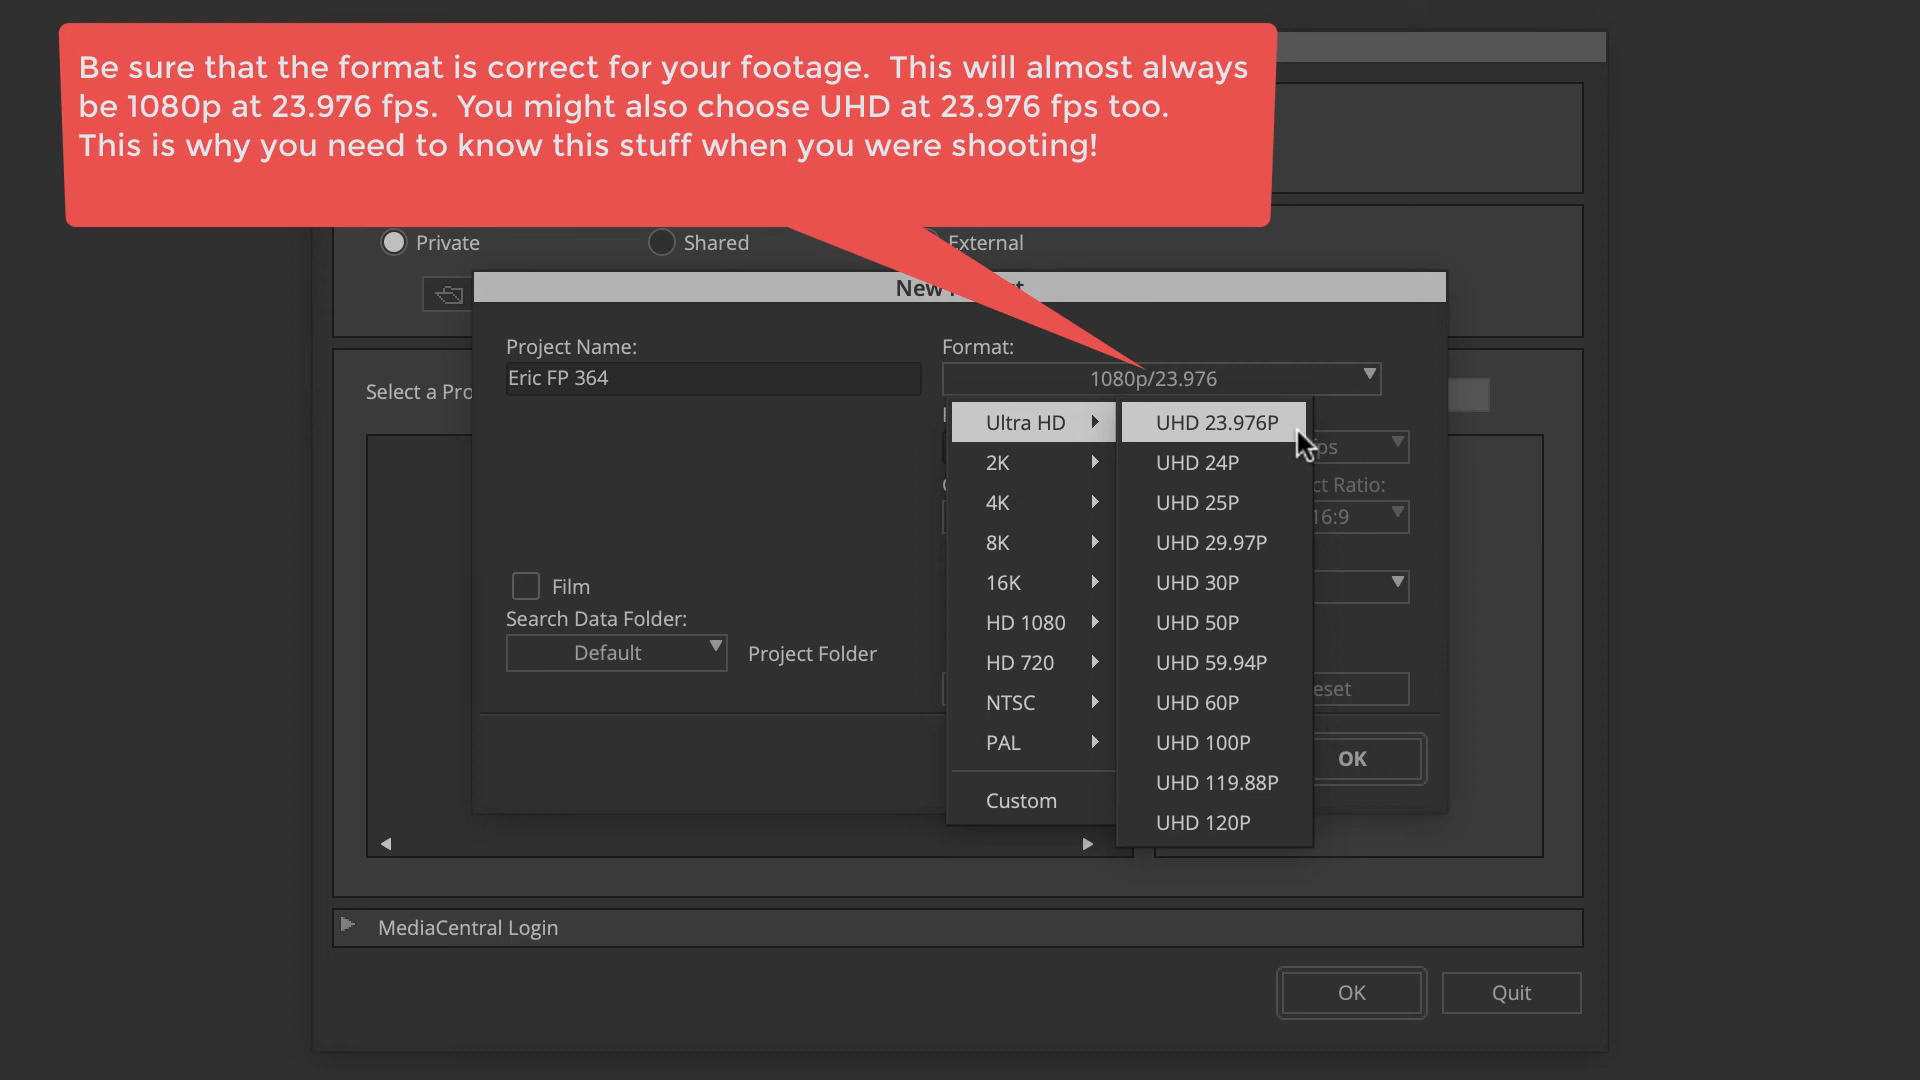 Be sure that the format is correct for your footage.  This will almost always
be 1080p at 23.976 fps.  You might also choose UHD at 23.976 fps too.
This is why you need to know this stuff when you were shooting!
Private
Shared
External
New
Project Name:
Format:
Eric FP 364
1080p/23.976
Select a Pro
Ultra HD
2K
4K
8K
16K
HD 1080
HD 720
NTSC
PAL
Custom
UHD 23.976P
UHD 24P
UHD 25P
UHD 29.97P
UHD 30P
UHD 50P
UHD 59.94P
UHD 60P
UHD 100P
UHD 119.88P
UHD 120P
ps
ct Ratio:
16:9
Film
Search Data Folder:
Default
Project Folder
eset
OK
MediaCentral Login
OK
Quit